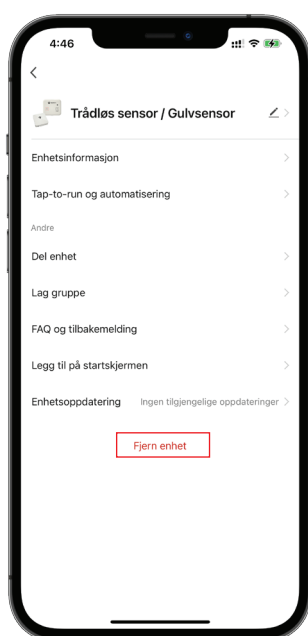 4:46
Trådløs sensor / Gulvsensor
Enhetsinformasjon
Tap-to-run og automatisering
Andre
Del enhet
Lag gruppe
FAQ og tilbakemelding
Legg til på startskjermen
Enhetsoppdatering Ingen tilgjengelige oppdateringer
Fjern enhet